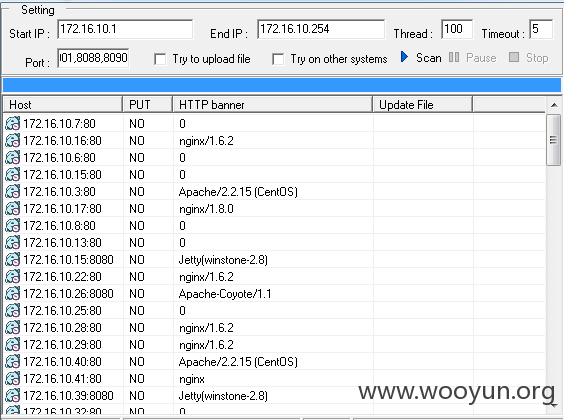 Setting
Start IP : 172.16.10.1 End IP : 172.16.10.254 Thread : 100 Timeout : 5
Port : 001,8088,8090 Try to upload file Try on other systems Scan Pause Stop
Host PUT HTTP banner Update File
172.16.10.7:80 NO 0
172.16.10.16:80 NO nginx/1.6.2
172.16.10.6:80 NO 0
172.16.10.15:80 NO 0
172.16.10.3:80 NO Apache/2.2.15 (CentOS)
172.16.10.17:80 NO nginx/1.8.0
172.16.10.8:80 NO 0
172.16.10.13:80 NO 0
172.16.10.15:8080 NO Jetty(winstone-2.8)
172.16.10.22:80 NO nginx/1.6.2
172.16.10.26:8080 NO Apache-Coyote/1.1
172.16.10.25:80 NO 0
172.16.10.28:80 NO nginx/1.6.2
172.16.10.29:80 NO nginx/1.6.2
172.16.10.40:80 NO Apache/2.2.15 (CentOS)
172.16.10.41:80 NO nginx
172.16.10.39:8080 NO Jetty(winstone-2.8)
172.16.10.32:80 NO 0
www.wooyun.org